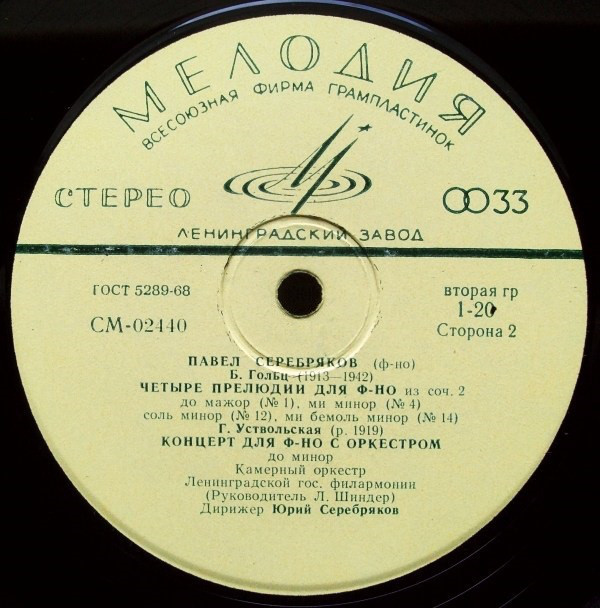 МЕЛОДИЯ
ВСЕСОЮЗНАЯ ФИРМА ГРАМПЛАСТИНОК
СТЕРЕО
33
ЛЕНИНГРАДСКИЙ ЗАВОД
ГОСТ 5289-68
вторая гр
1-20
СМ-02440
Сторона 2
ПАВЕЛ СЕРЕБРЯКОВ (ф-но)
Б. Гольц (1913—1942)
ЧЕТЫРЕ ПРЕЛЮДИИ ДЛЯ Ф-НО из соч. 2
до мажор (№ 1), ми минор (№ 4)
соль минор (№ 12), ми бемоль минор (№ 14)
Г. Уствольская (р. 1919)
КОНЦЕРТ ДЛЯ Ф-НО С ОРКЕСТРОМ
до минор
Камерный оркестр
Ленинградской гос. филармонии
(Руководитель Л. Шиндер)
Дирижер Юрий Серебряков